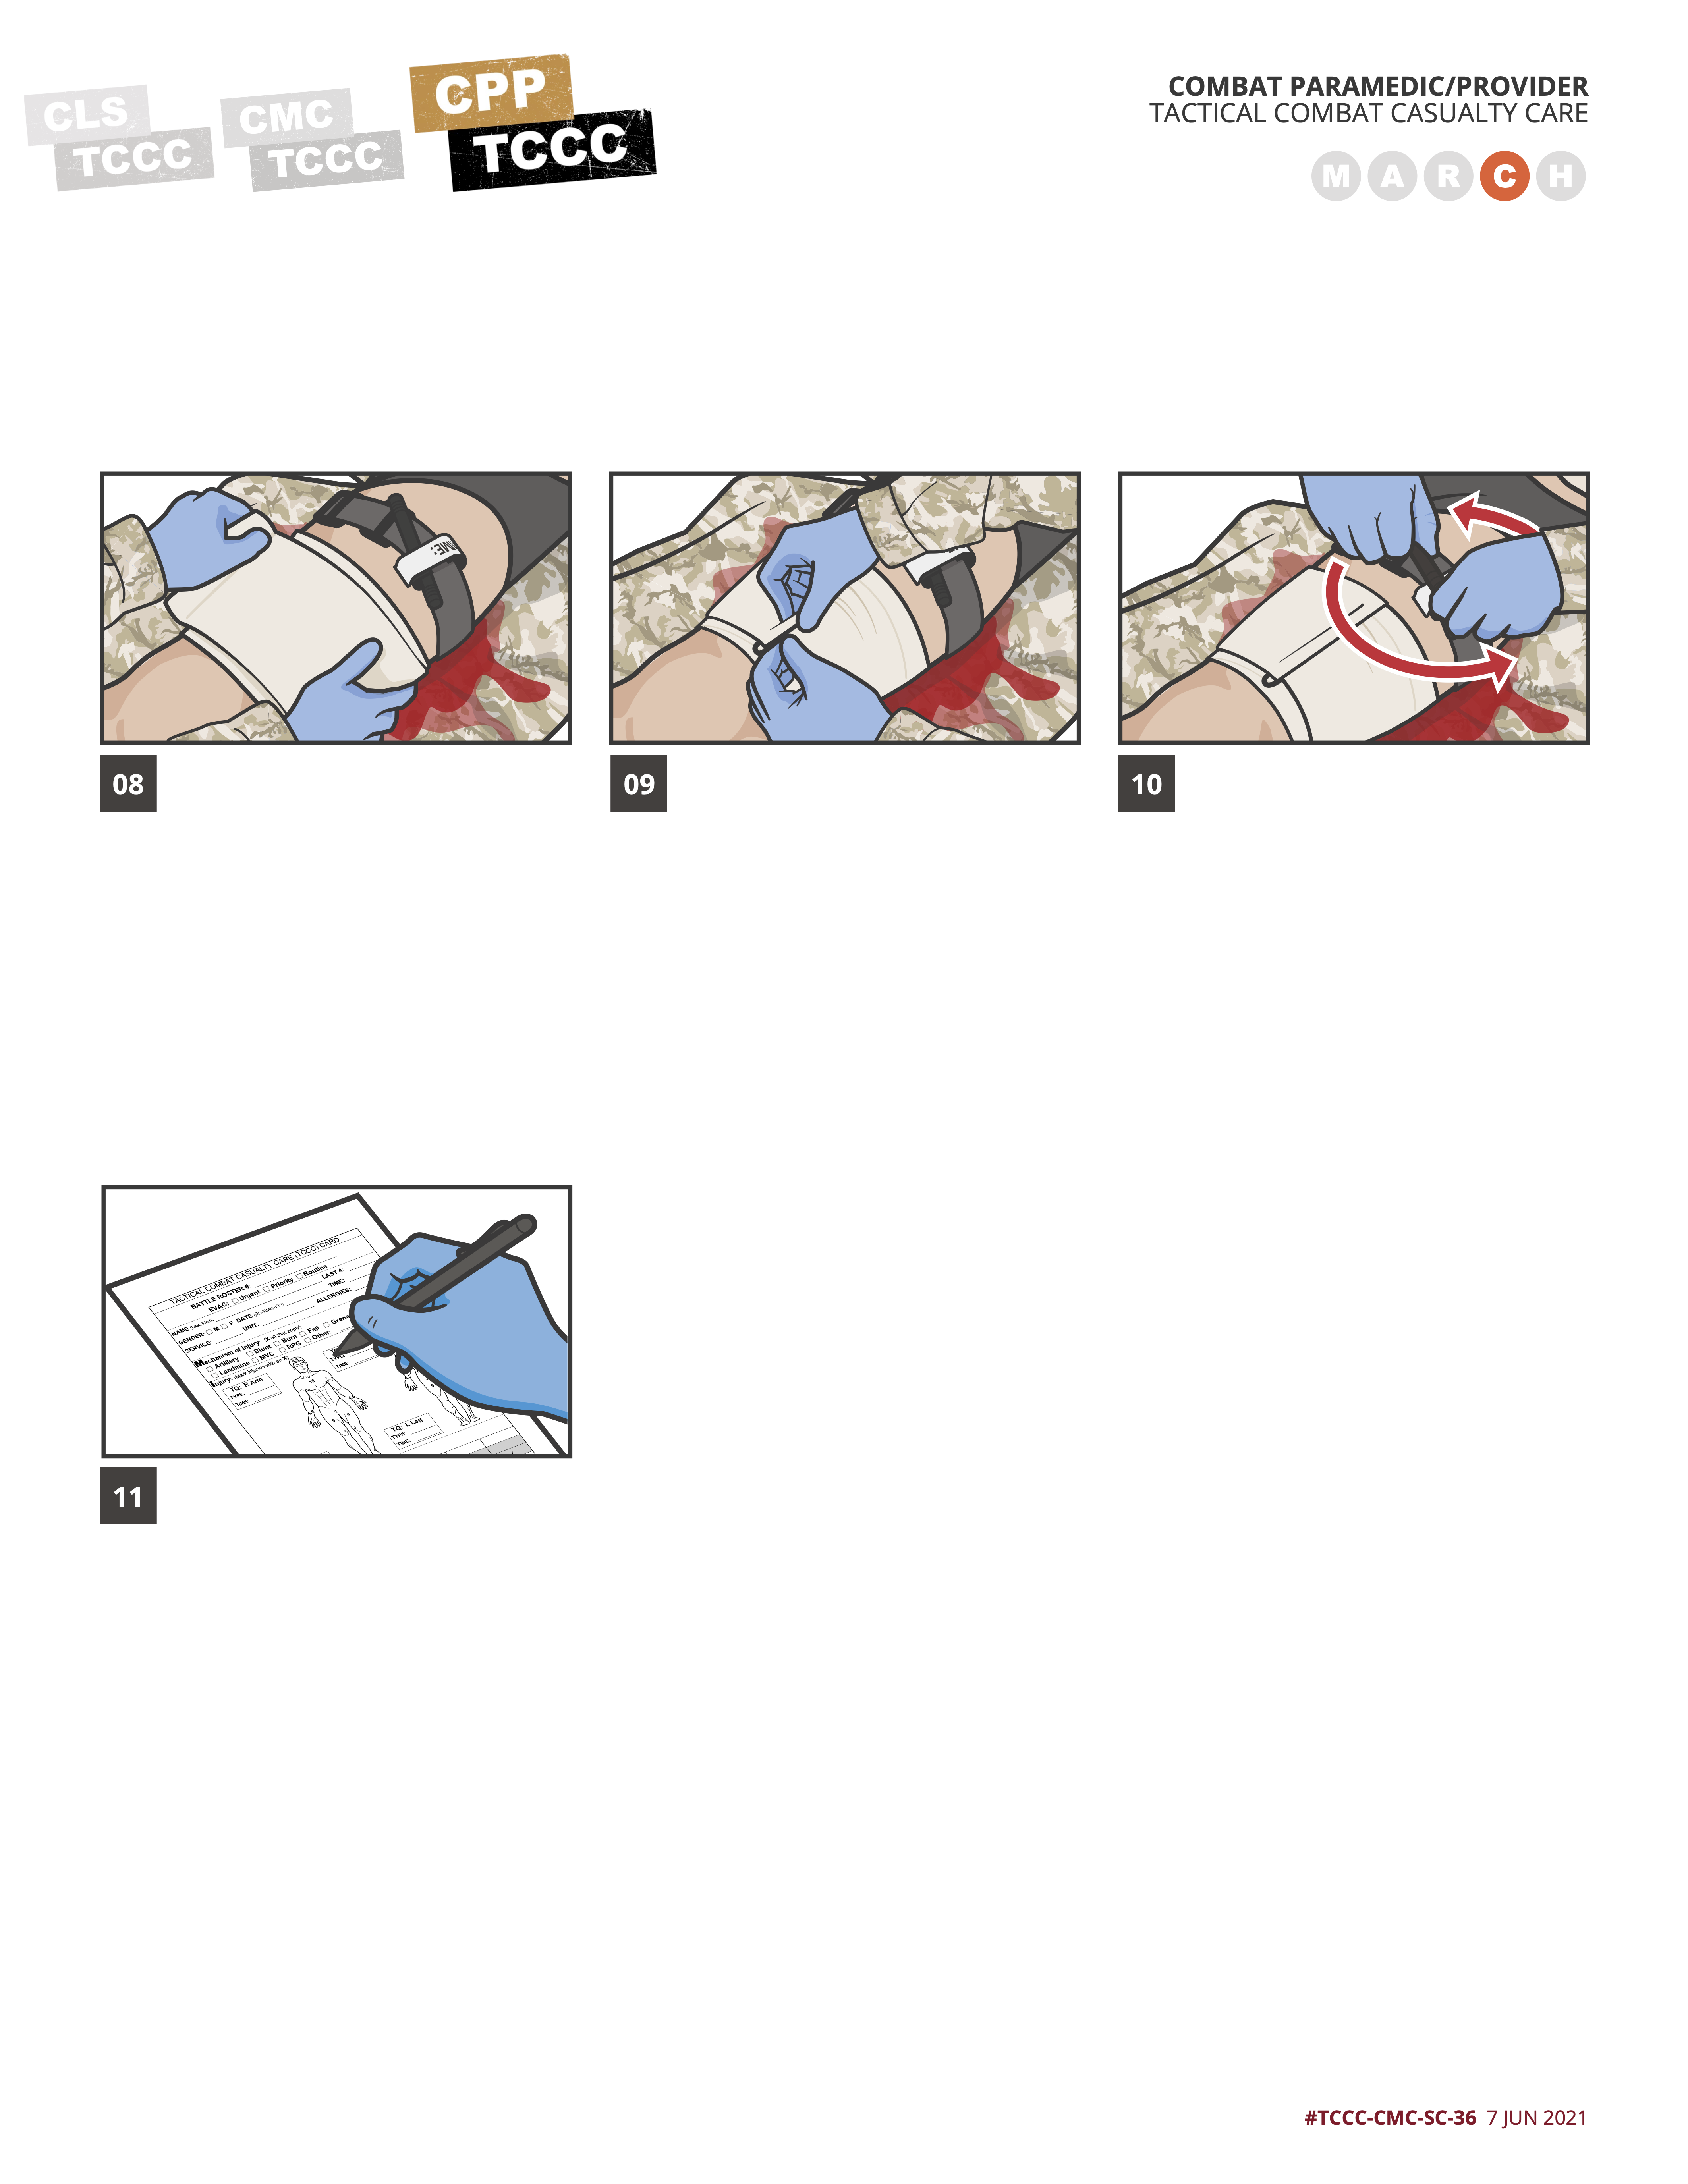 CLS
TCCC
CMC
TCCC
CPP
TCCC
COMBAT PARAMEDIC/PROVIDER
TACTICAL COMBAT CASUALTY CARE
M A R C H
TIME:
08
09
10
TACTICAL COMBAT CASUALTY CARE (TCCC) CARD
BATTLE ROSTER #:
EVAC: Urgent Priority Routine
NAME (Last, First): LAST 4:
GENDER: M F DATE (DD-MMM-YY): TIME:
SERVICE: UNIT: ALLERGIES:
Mechanism of Injury: (X all that apply)
Artillery Blunt Burn Fall
Landmine MVC RPG Other:
Injury: (Mark injuries with an X)
TQ: R Arm
TYPE:
TIME:
TYPE:
TIME:
TQ: L Leg
TYPE:
TIME:
11
#TCCC-CMC-SC-36 7 JUN 2021